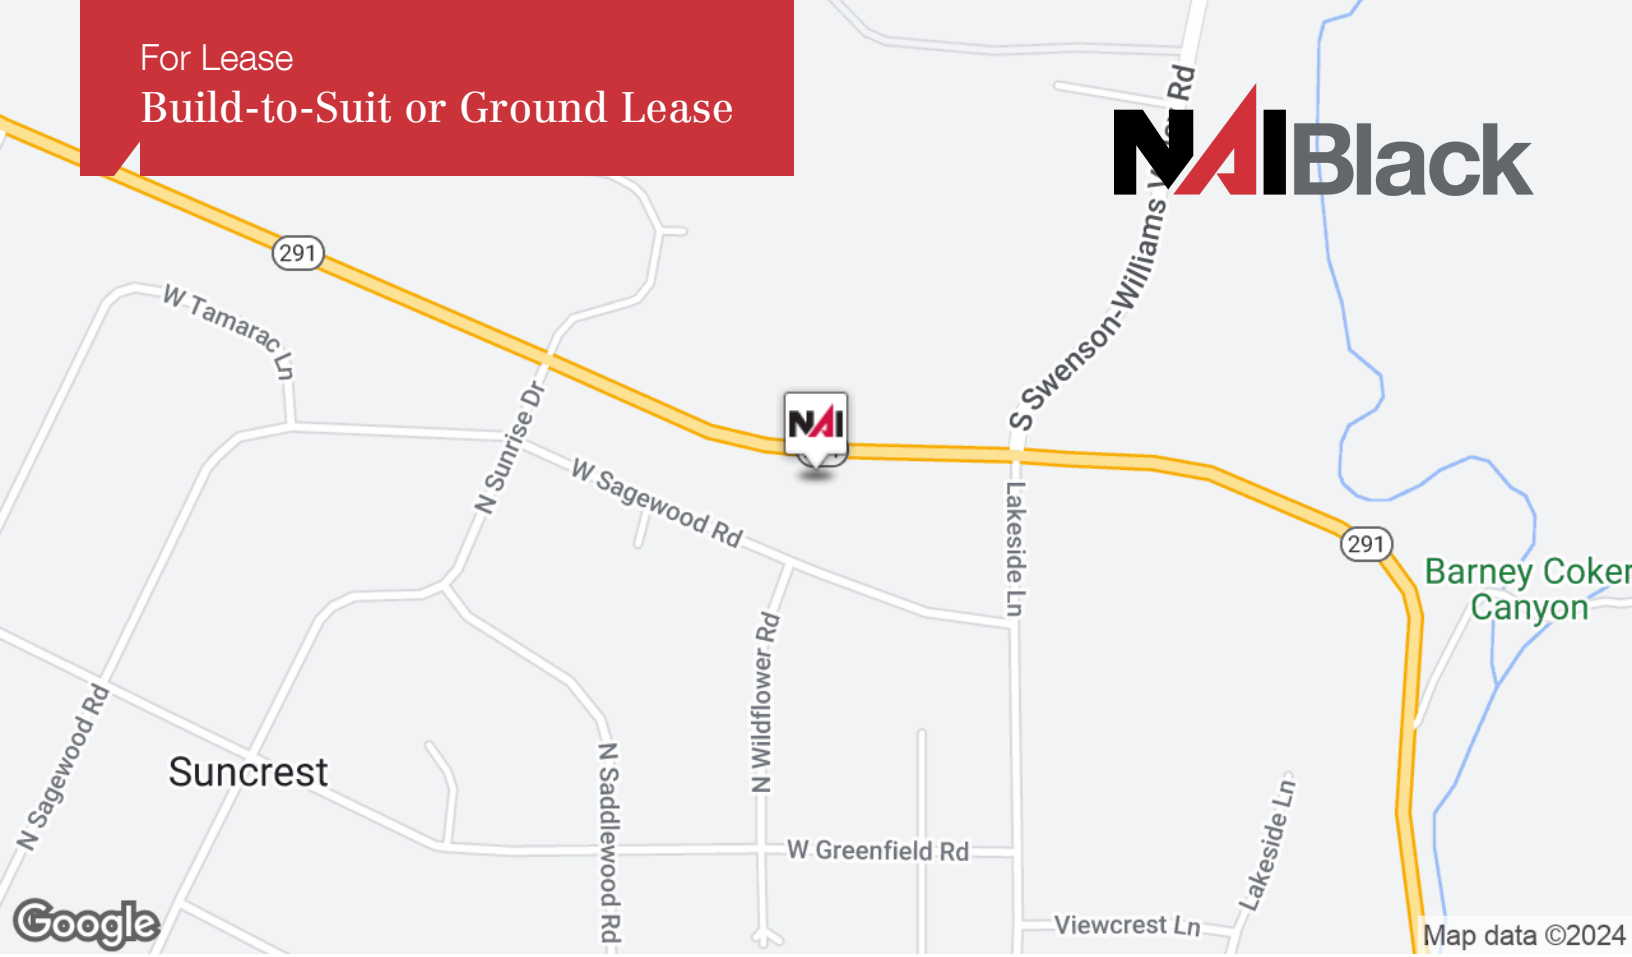 For Lease
Build-to-Suit or Ground Lease
NAIBlack
S Swenson-Williams Rd
291
W Tamarac Ln
N Sunrise Dr
NAI
W Sagewood Rd
Lakeside Ln
291
Barney Coker
Canyon
N Wildflower Rd
N Sagewood Rd
Suncrest
N Saddlewood Rd
W Greenfield Rd
Lakeside Ln
Viewcrest Ln
Google
Map data ©2024